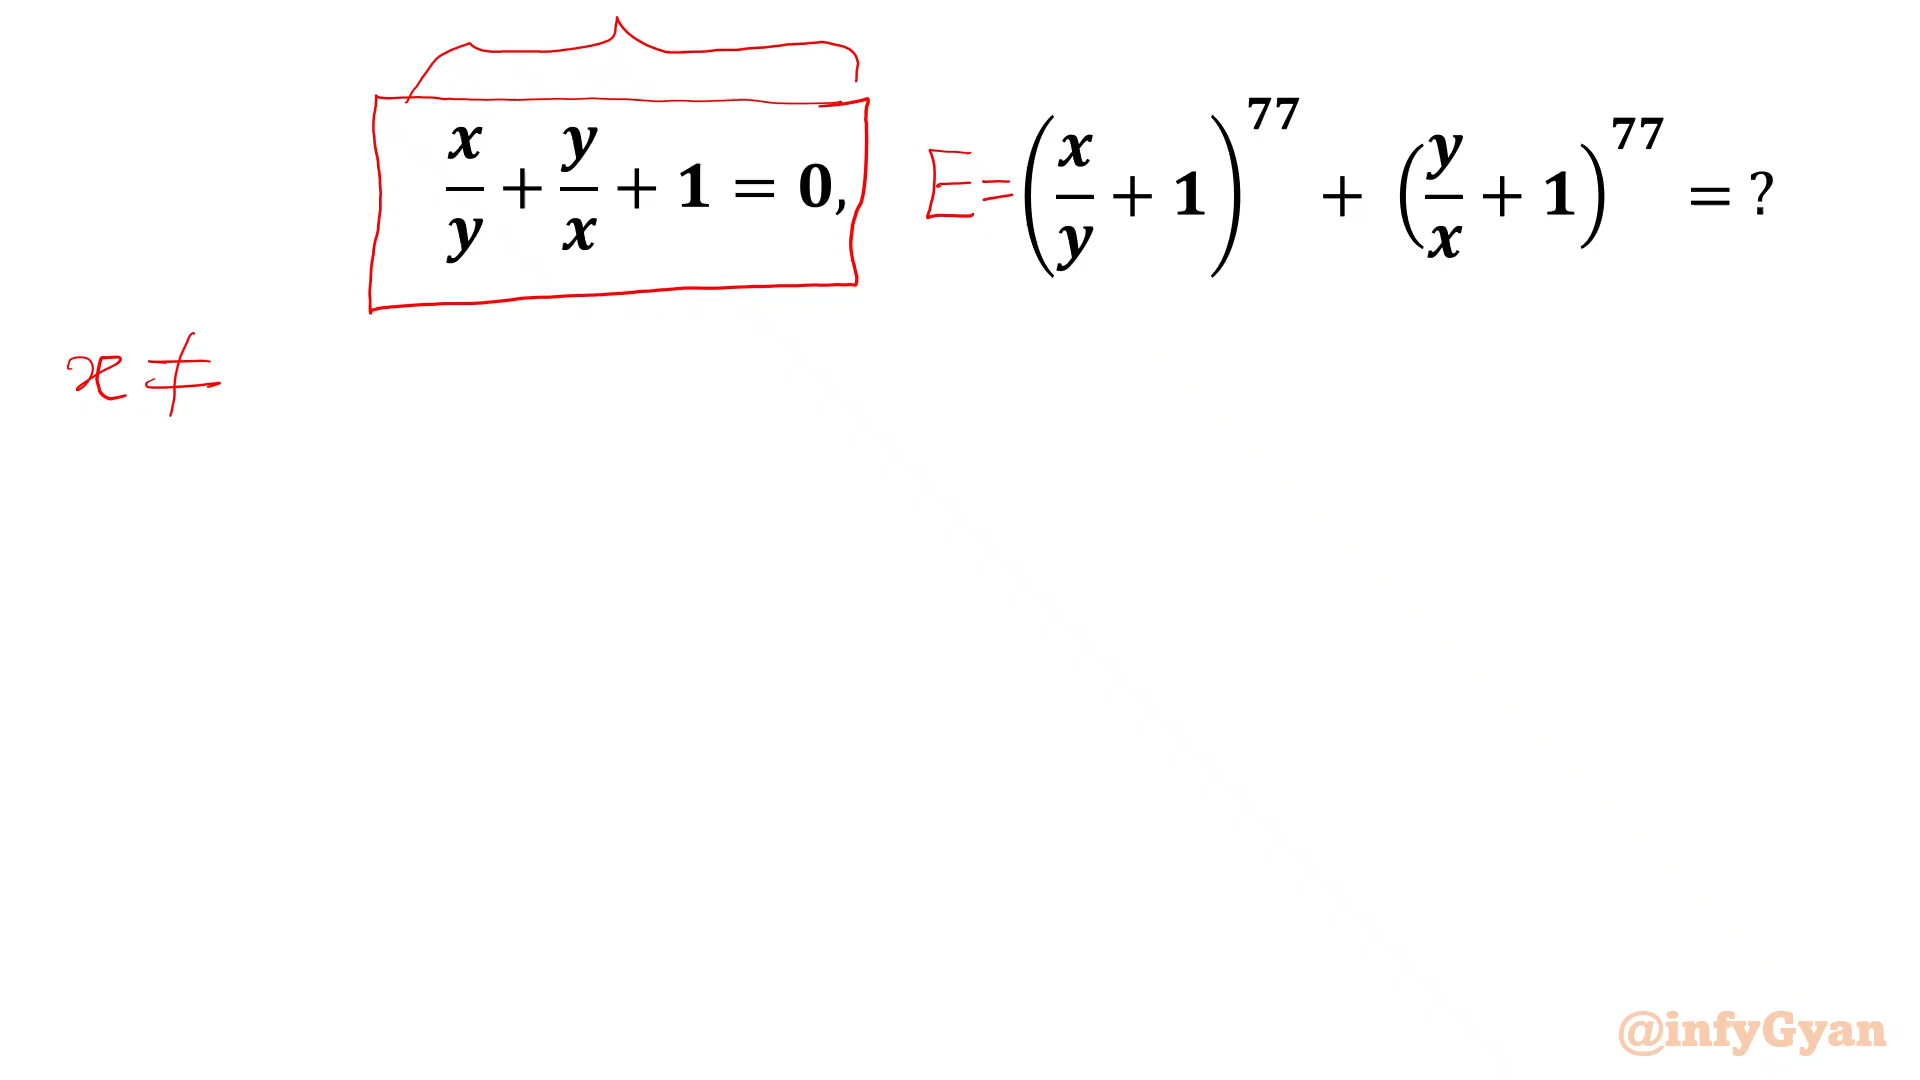 x/y + y/x + 1 = 0, E = (x/y + 1)^77 + (y/x + 1)^77 = ?
x ≠
@infyGyan